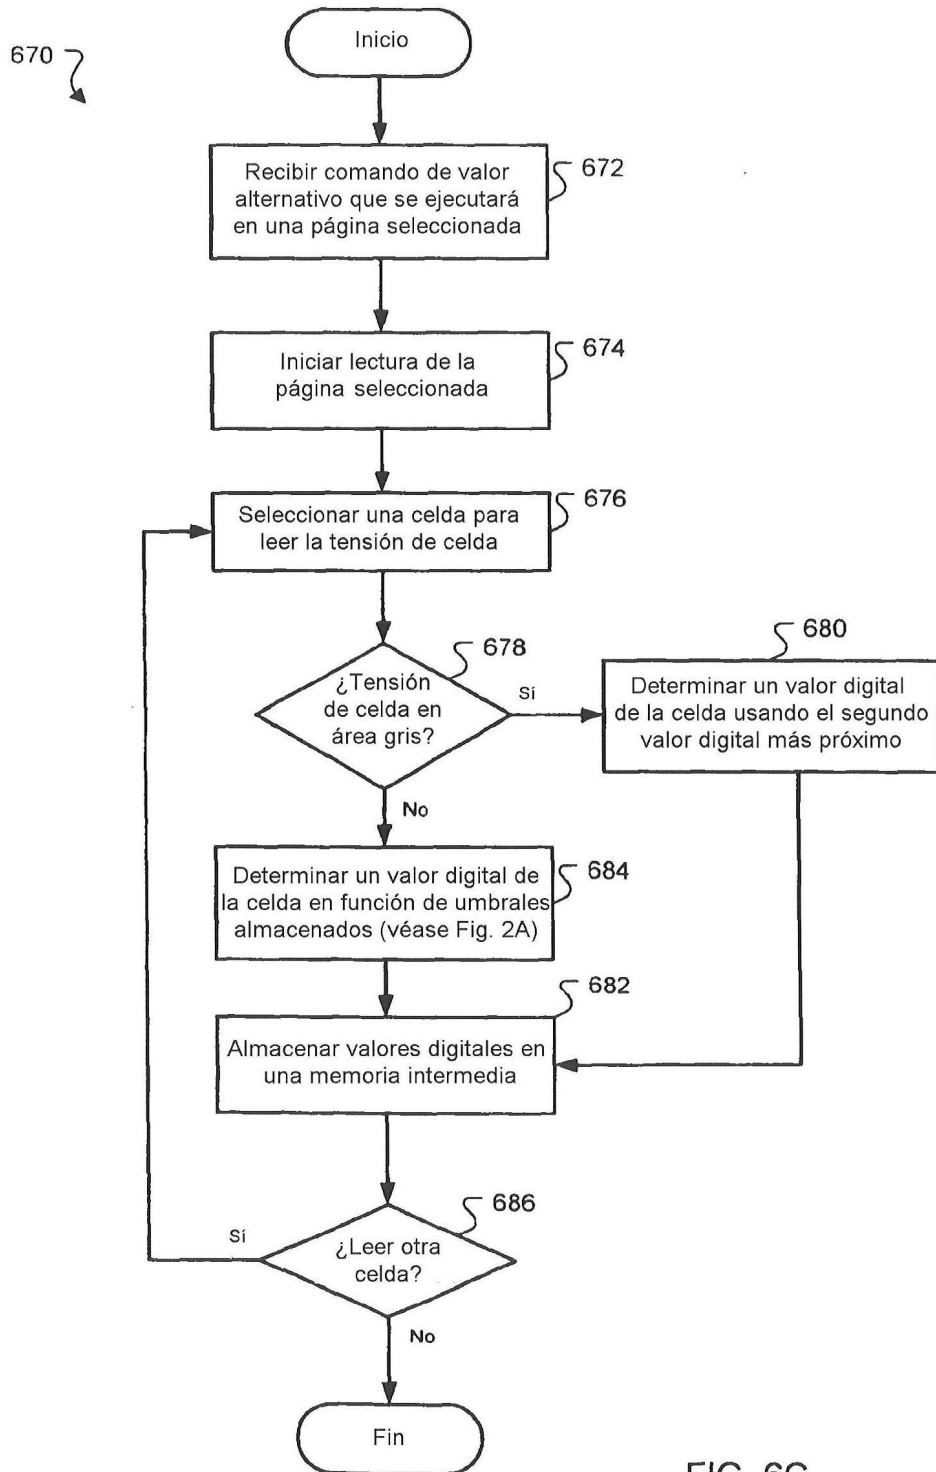 670
Inicio
Recibir comando de valor
alternativo que se ejecutará
en una página seleccionada
672
Iniciar lectura de la
página seleccionada
674
Seleccionar una celda para
leer la tensión de celda
676
¿Tensión
de celda en
área gris?
678
Sí
Determinar un valor digital
de la celda usando el segundo
valor digital más próximo
680
No
Determinar un valor digital de
la celda en función de umbrales
almacenados (véase Fig. 2A)
684
Almacenar valores digitales en
una memoria intermedia
682
¿Leer otra
celda?
686
Sí
No
Fin